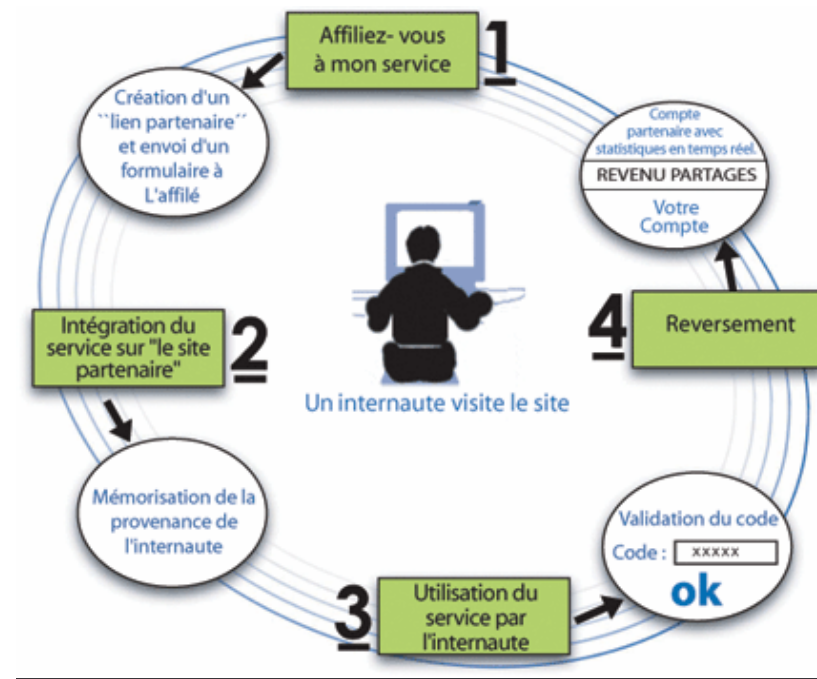 Affiliez- vous
à mon service
1
Création d'un
``lien partenaire´´
et envoi d'un
formulaire à
L'affilé
Intégration du
service sur "le site
partenaire"
2
Mémorisation de la
provenance de
l'internaute
3
Utilisation du
service par
l'internaute
Validation du code
Code : xxxxx
ok
4
Reversement
Compte
partenaire avec
statistiques en temps réel.
REVENU PARTAGES
Votre
Compte
Un internaute visite le site